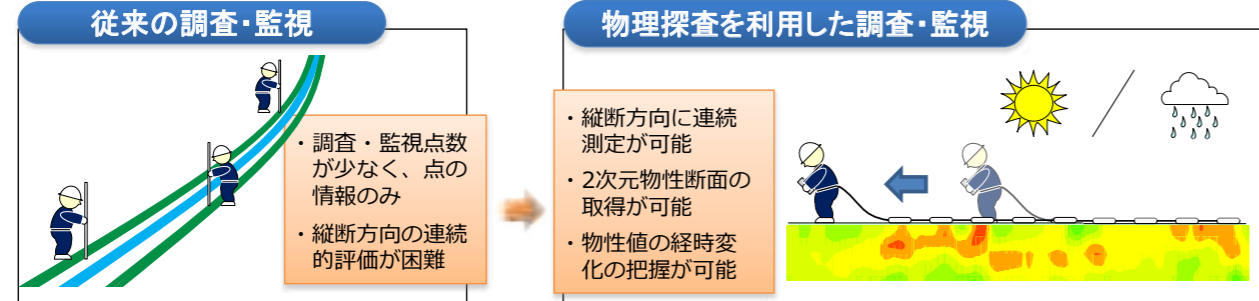 従来の調査・監視
・調査・監視点数
が少なく、点の
情報のみ
・縦断方向の連続
的評価が困難
物理探査を利用した調査・監視
・縦断方向に連続
測定が可能
・2次元物性断面の
取得が可能
・物性値の経時変
化の把握が可能